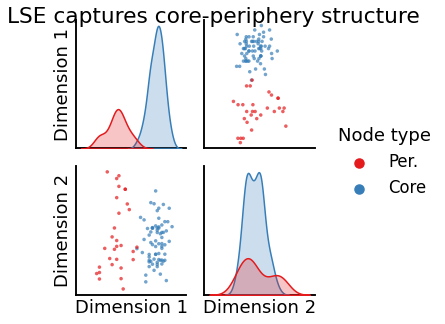 LSE captures core-periphery structure
Dimension 1
Node type
Per.
Core
Dimension 2
Dimension 1
Dimension 2